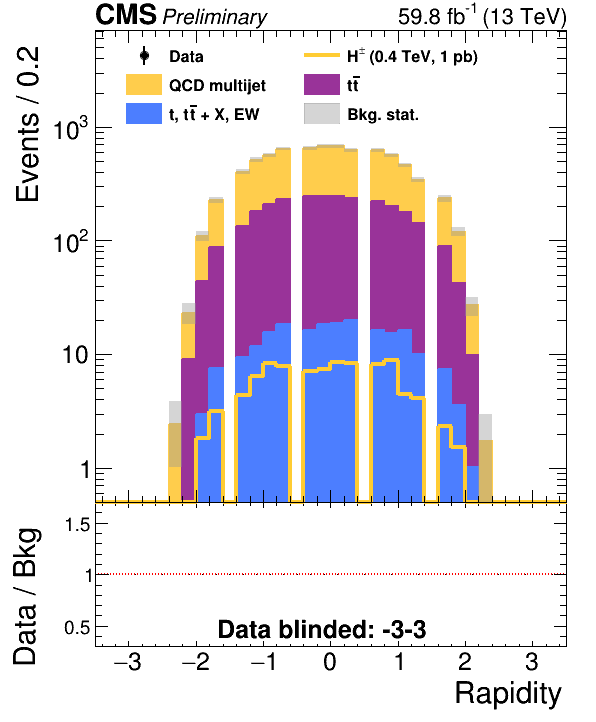 CMS Preliminary 59.8 fb⁻¹ (13 TeV)
Data H± (0.4 TeV, 1 pb)
QCD multijet tt̄
t, tt̄ + X, EW Bkg. stat.
Events / 0.2
10³
10²
10
1
Data / Bkg
1.5
1
0.5
Data blinded: -3-3
−3 −2 −1 0 1 2 3
Rapidity